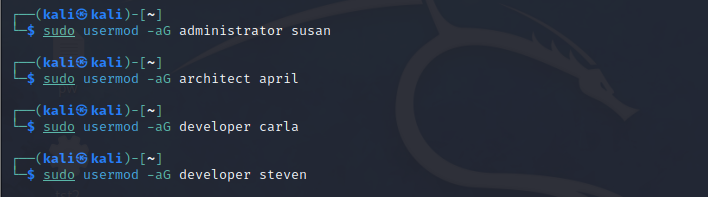 ┌──(kali㉿kali)-[~]
└─$ sudo usermod -aG administrator susan
┌──(kali㉿kali)-[~]
└─$ sudo usermod -aG architect april
┌──(kali㉿kali)-[~]
└─$ sudo usermod -aG developer carla
┌──(kali㉿kali)-[~]
└─$ sudo usermod -aG developer steven